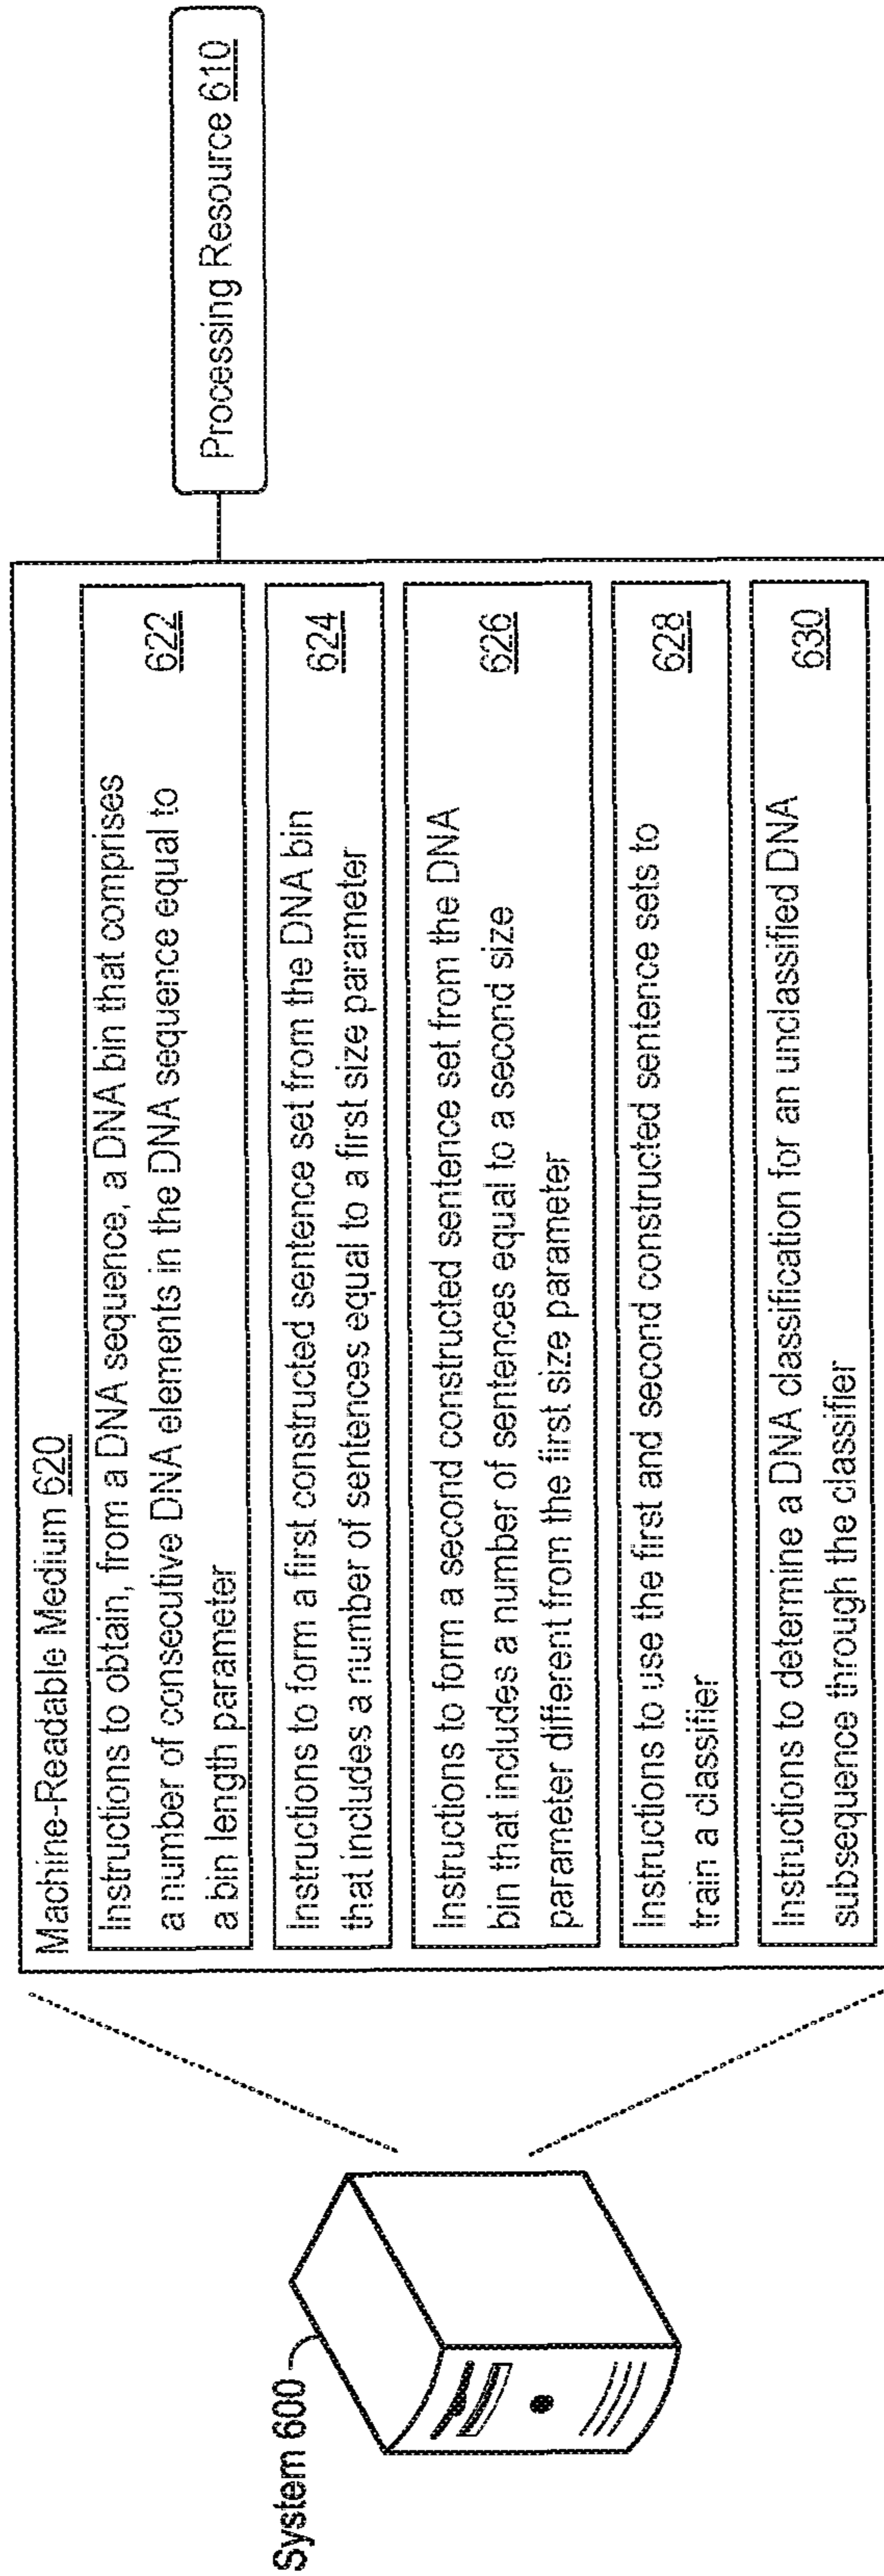 System 600
Machine-Readable Medium 620
Instructions to obtain, from a DNA sequence, a DNA bin that comprises
a number of consecutive DNA elements in the DNA sequence equal to
a bin length parameter
622
Instructions to form a first constructed sentence set from the DNA bin
that includes a number of sentences equal to a first size parameter
624
Instructions to form a second constructed sentence set from the DNA
bin that includes a number of sentences equal to a second size
parameter different from the first size parameter
626
Instructions to use the first and second constructed sentence sets to
train a classifier
628
Instructions to determine a DNA classification for an unclassified DNA
subsequence through the classifier
630
Processing Resource 610